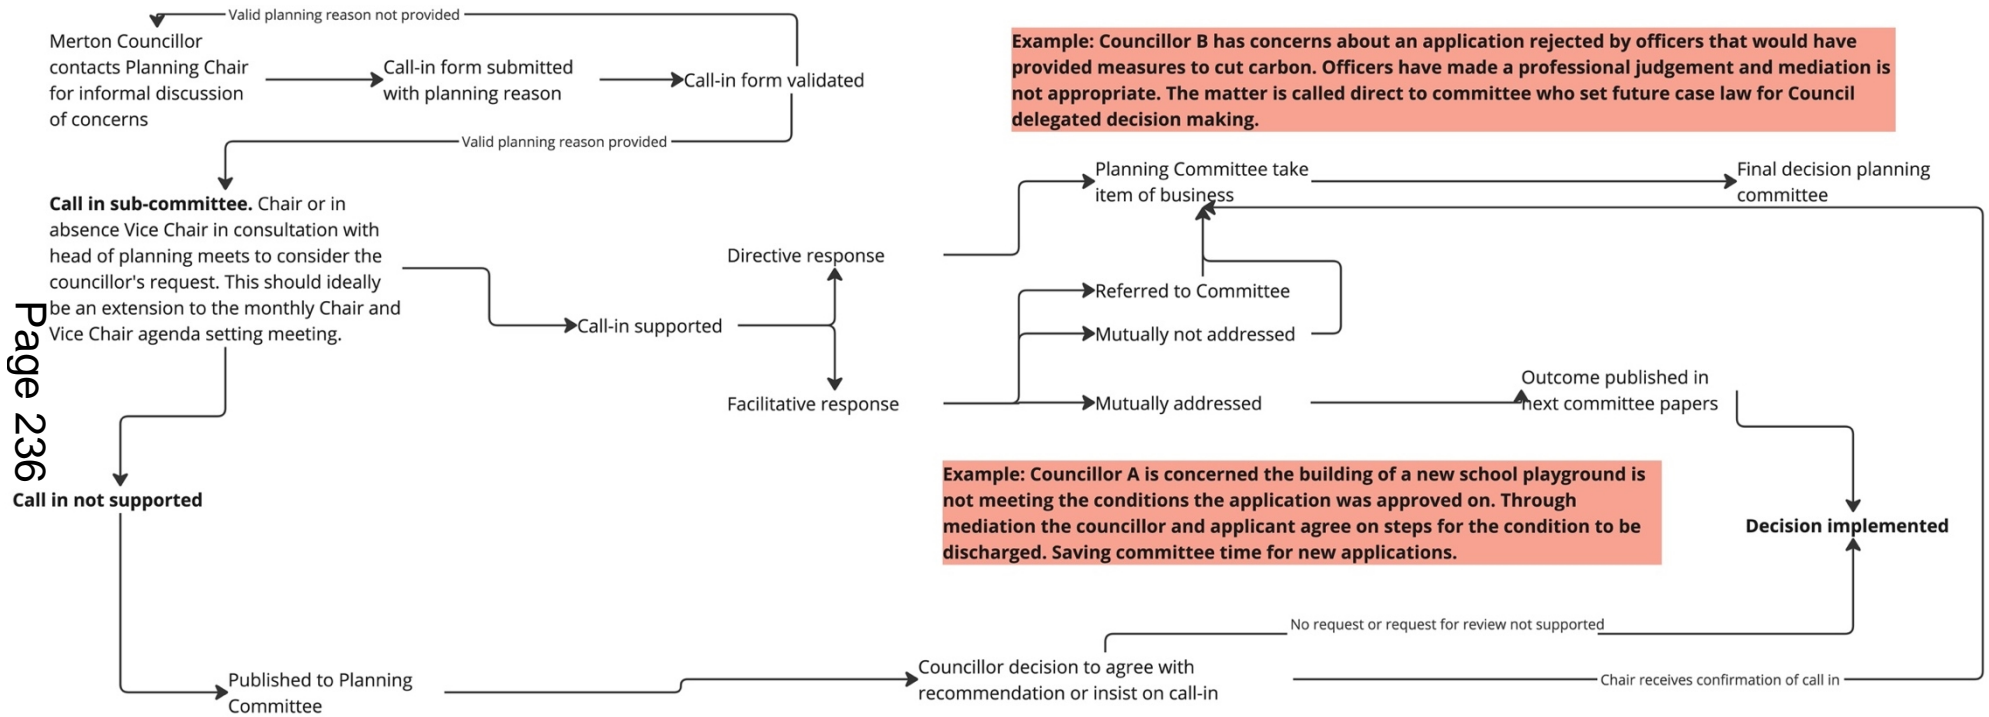 Valid planning reason not provided
Merton Councillor
contacts Planning Chair
for informal discussion
of concerns
Call-in form submitted
with planning reason
Call-in form validated
Valid planning reason provided
Example: Councillor B has concerns about an application rejected by officers that would have
provided measures to cut carbon. Officers have made a professional judgement and mediation is
not appropriate. The matter is called direct to committee who set future case law for Council
delegated decision making.
Call in sub-committee. Chair or in
absence Vice Chair in consultation with
head of planning meets to consider the
councillor's request. This should ideally
be an extension to the monthly Chair and
Vice Chair agenda setting meeting.
Call-in supported
Directive response
Facilitative response
Planning Committee take
item of business
Final decision planning
committee
Referred to Committee
Mutually not addressed
Mutually addressed
Outcome published in
next committee papers
Page 236
Call in not supported
Example: Councillor A is concerned the building of a new school playground is
not meeting the conditions the application was approved on. Through
mediation the councillor and applicant agree on steps for the condition to be
discharged. Saving committee time for new applications.
Decision implemented
No request or request for review not supported
Published to Planning
Committee
Councillor decision to agree with
recommendation or insist on call-in
Chair receives confirmation of call in